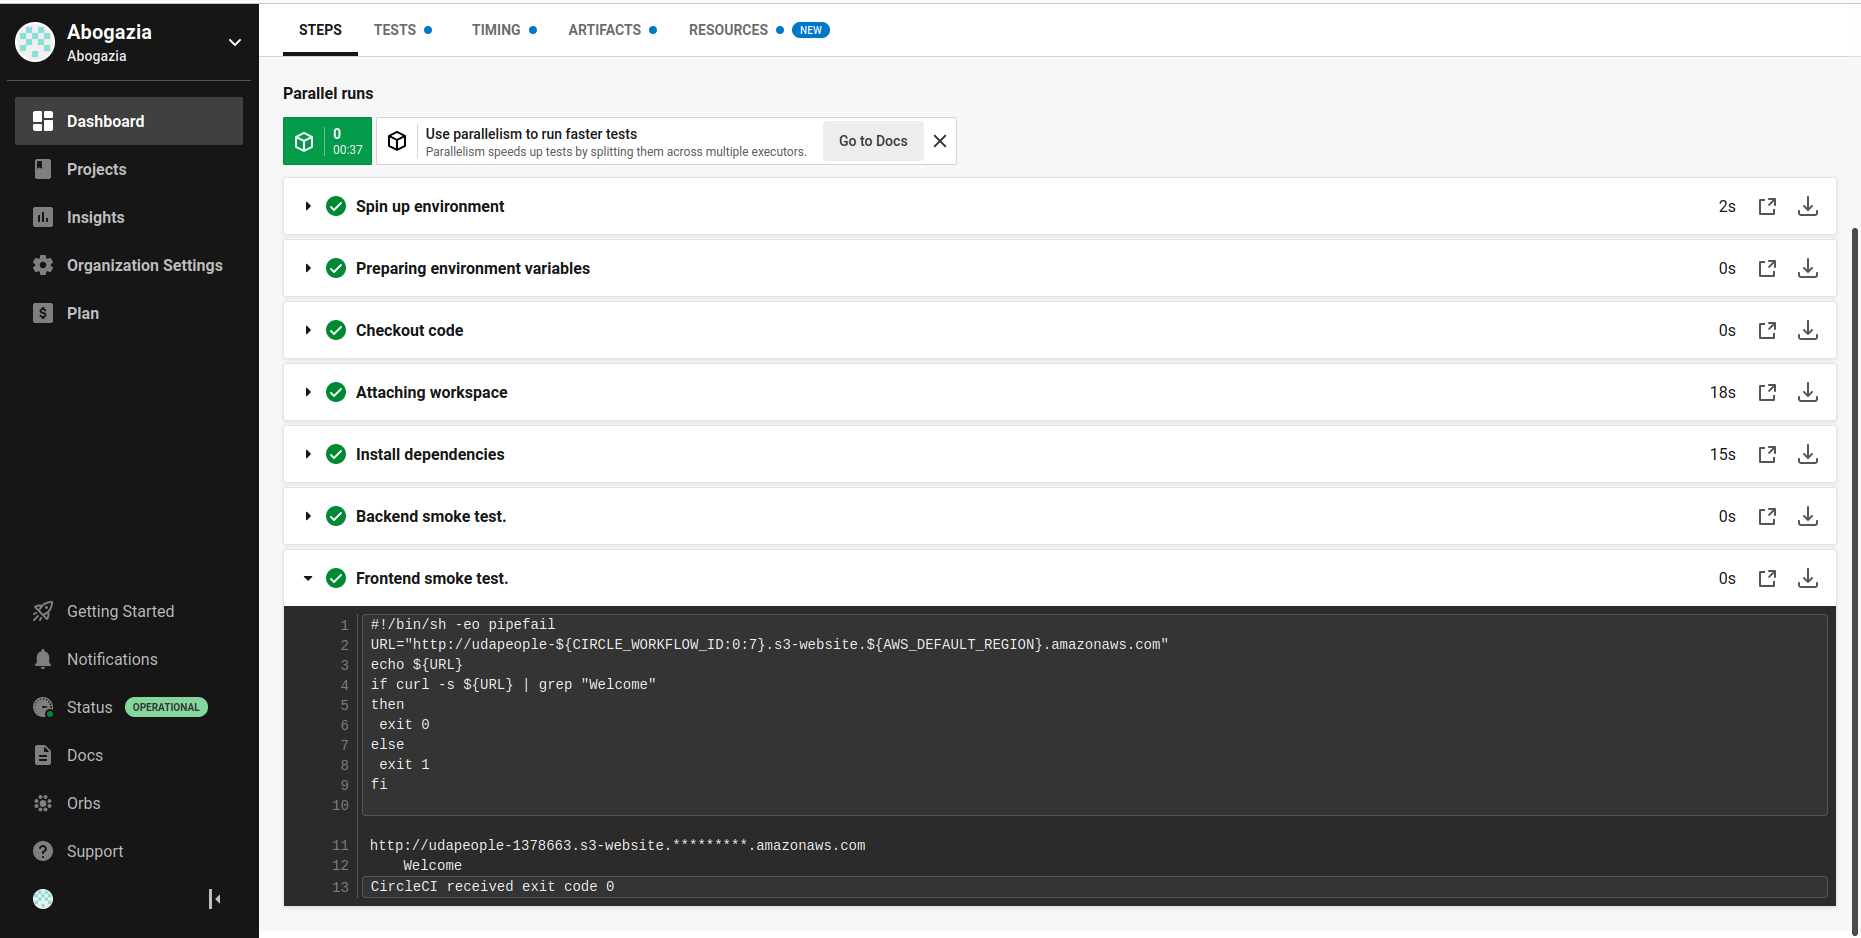 Abogazia
Abogazia
Dashboard
Projects
Insights
Organization Settings
$ Plan
Getting Started
Notifications
Status OPERATIONAL
Docs
Orbs
? Support
STEPS TESTS TIMING ARTIFACTS RESOURCES NEW
Parallel runs
0
00:37
Use parallelism to run faster tests
Parallelism speeds up tests by splitting them across multiple executors.
Go to Docs
Spin up environment 2s
Preparing environment variables 0s
Checkout code 0s
Attaching workspace 18s
Install dependencies 15s
Backend smoke test. 0s
Frontend smoke test. 0s
1 #!/bin/sh -eo pipefail
2 URL="http://udapeople-${CIRCLE_WORKFLOW_ID:0:7}.s3-website.${AWS_DEFAULT_REGION}.amazonaws.com"
3 echo ${URL}
4 if curl -s ${URL} | grep "Welcome"
5 then
6  exit 0
7 else
8  exit 1
9 fi
10
11 http://udapeople-1378663.s3-website.*********.amazonaws.com
12     Welcome
13 CircleCI received exit code 0